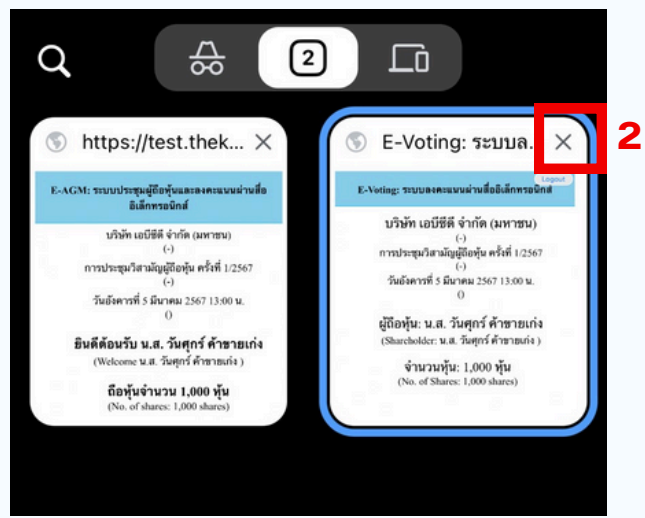 2
2
https://test.thek...
E-AGM: ระบบประชุมผู้ถือหุ้นและลงคะแนนผ่านสื่อ
อิเล็กทรอนิกส์
บริษัท เอบีซีดี จำกัด (มหาชน)
(-)
การประชุมวิสามัญผู้ถือหุ้น ครั้งที่ 1/2567
(-)
วันอังคารที่ 5 มีนาคม 2567 13:00 น.
()
ยินดีต้อนรับ น.ส. วันศุกร์ ค้าขายเก่ง
(Welcome น.ส. วันศุกร์ ค้าขายเก่ง )
ถือหุ้นจำนวน 1,000 หุ้น
(No. of shares: 1,000 shares)
E-Voting: ระบบล...
Logout
E-Voting: ระบบลงคะแนนผ่านสื่ออิเล็กทรอนิกส์
บริษัท เอบีซีดี จำกัด (มหาชน)
(-)
การประชุมวิสามัญผู้ถือหุ้น ครั้งที่ 1/2567
(-)
วันอังคารที่ 5 มีนาคม 2567 13:00 น.
()
ผู้ถือหุ้น: น.ส. วันศุกร์ ค้าขายเก่ง
(Shareholder: น.ส. วันศุกร์ ค้าขายเก่ง )
จำนวนหุ้น: 1,000 หุ้น
(No. of Shares: 1,000 shares)